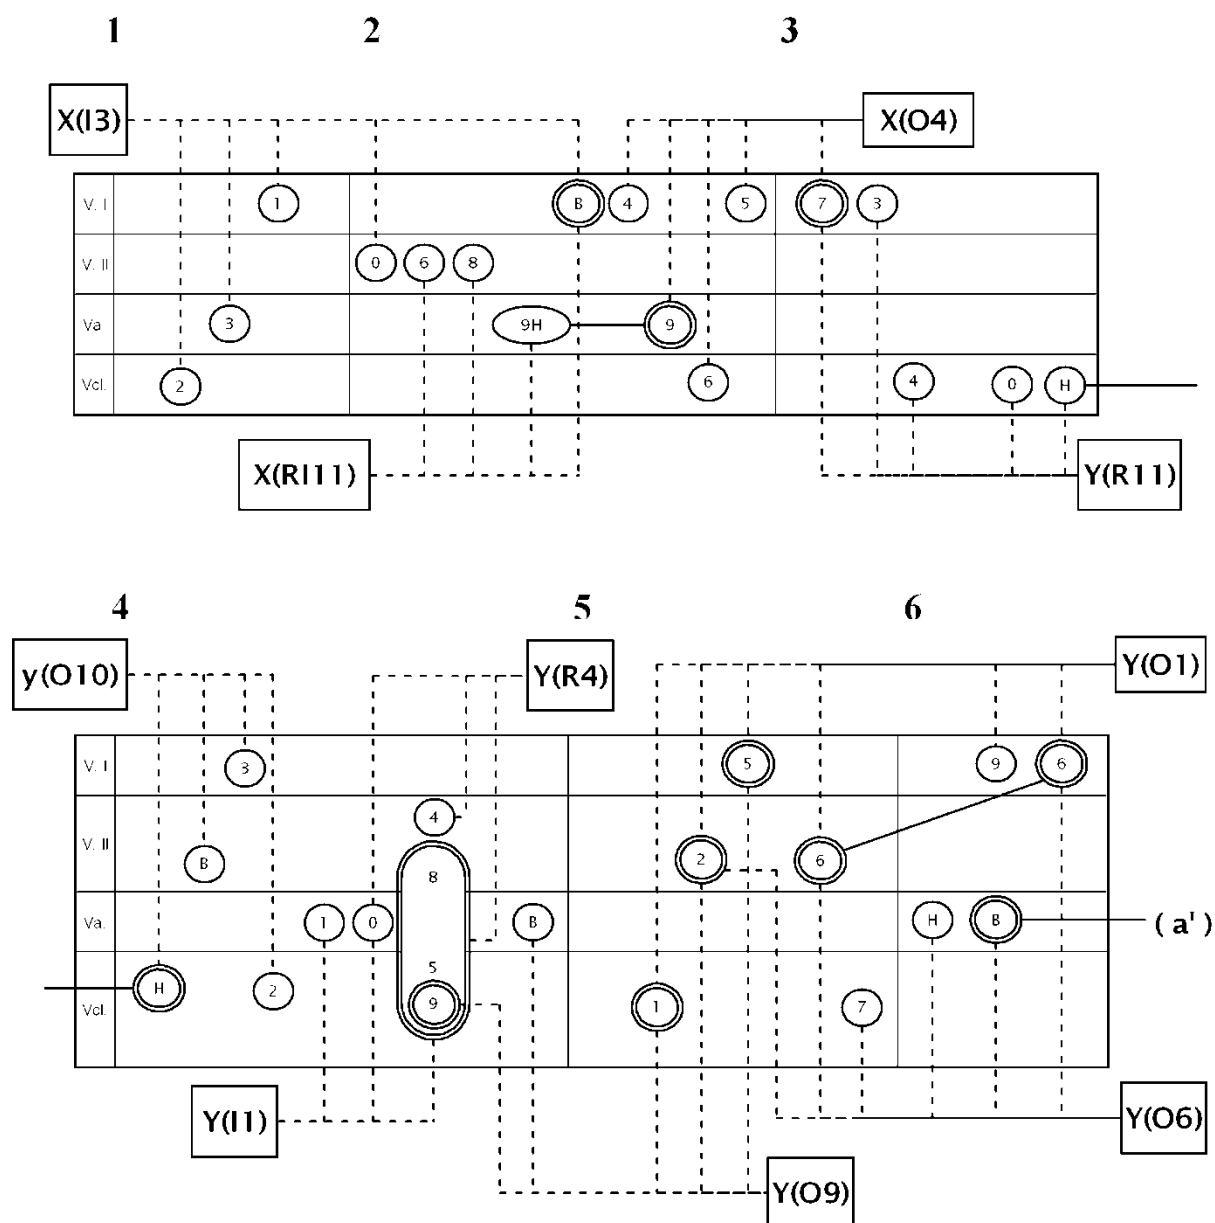 1 2 3
X(I3) X(O4)
V. I 1 B 4 5 7 3
V. II 0 6 8
Va 3 9H 9
Vcl. 2 6 4 0 H
X(RI11) Y(R11)
4 5 6
y(O10) Y(R4) Y(O1)
V. I 3 5 9 6
V. II B 4 8 2 6
Va. 1 0 B H B (a')
Vcl. H 2 5 9 1 7
Y(I1) Y(O6)
Y(O9)